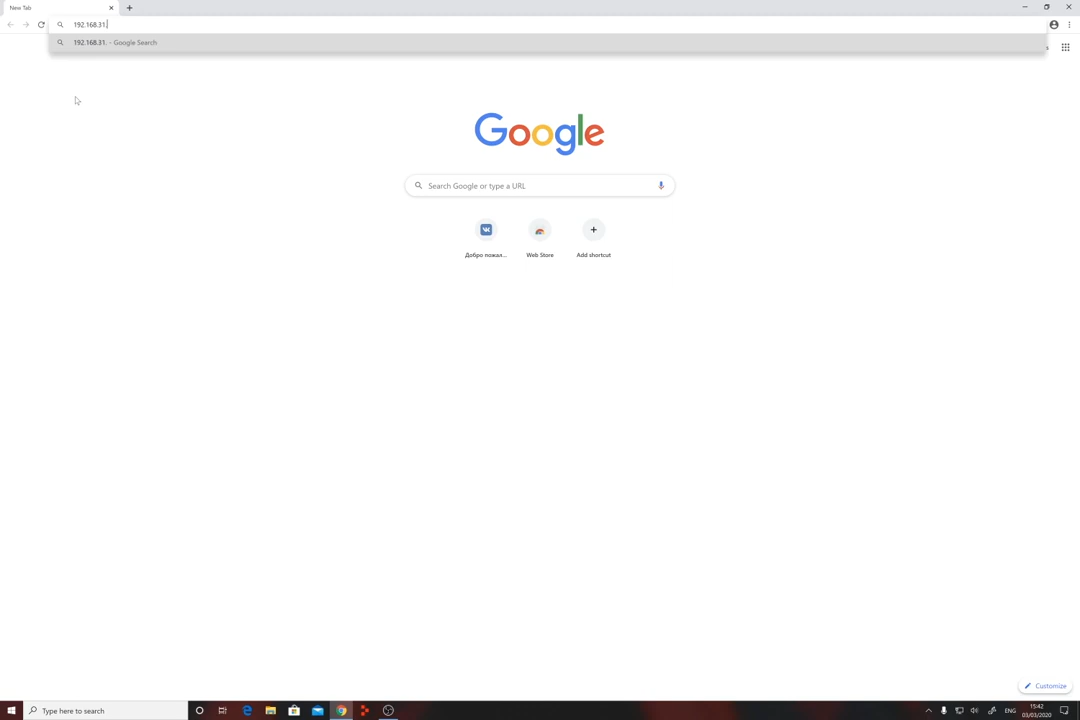 New Tab
192.168.31.
192.168.31. - Google Search
s
Google
Search Google or type a URL
Добро пожал...
Web Store
Add shortcut
Customize
Type here to search
ENG
15:42
03/03/2020